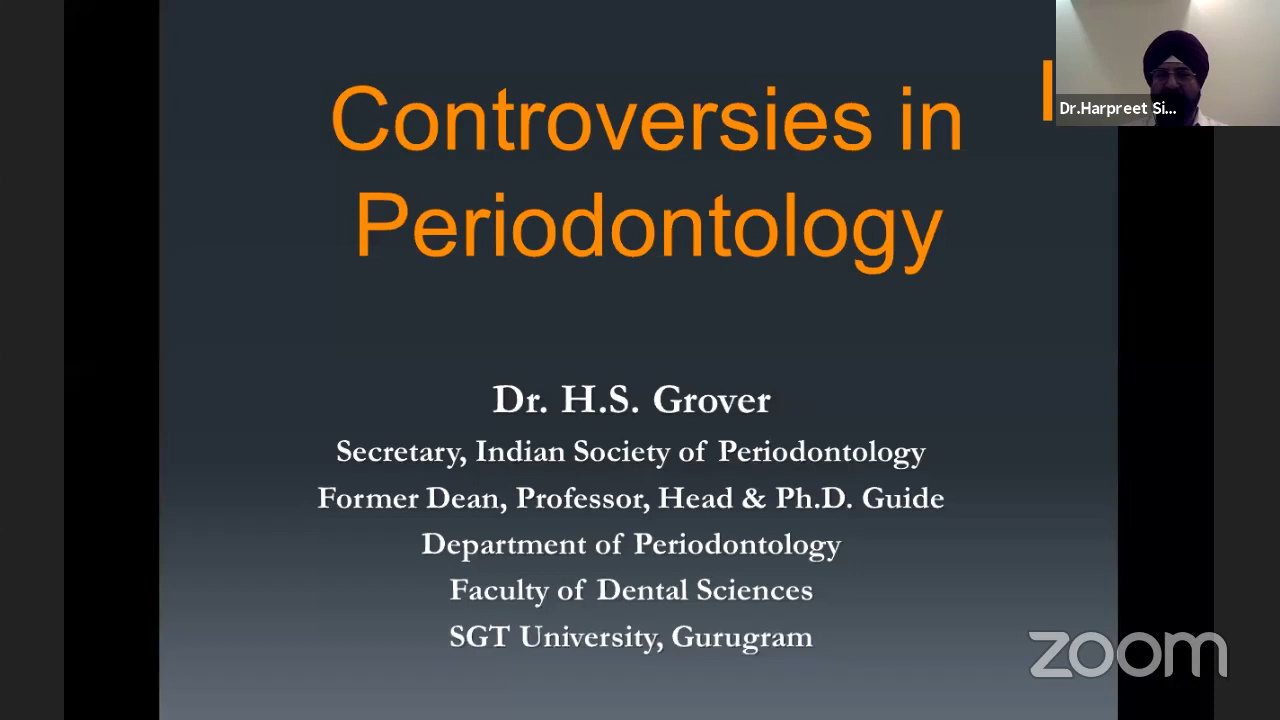 Controversies in
Periodontology
Dr.Harpreet Si...
Dr. H.S. Grover
Secretary, Indian Society of Periodontology
Former Dean, Professor, Head & Ph.D. Guide
Department of Periodontology
Faculty of Dental Sciences
SGT University, Gurugram
zoom